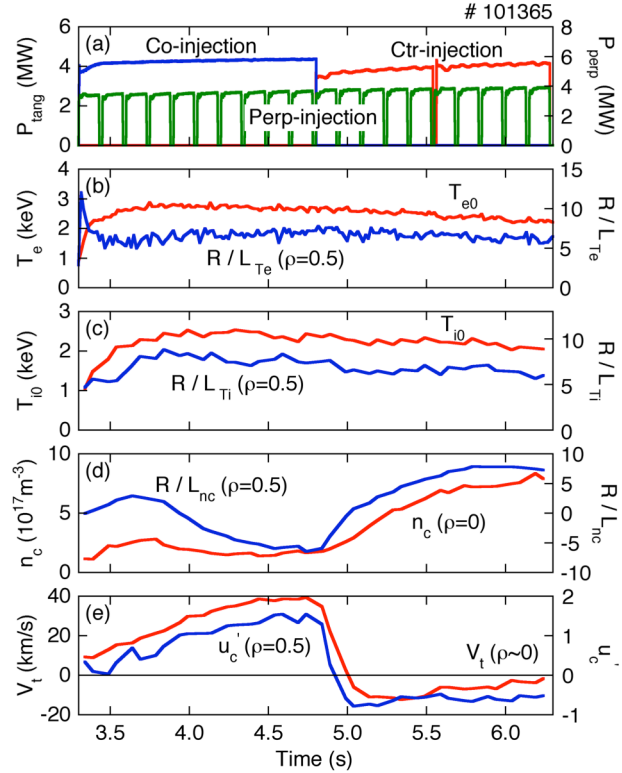 # 101365
(a)
Co-injection
Ctr-injection
Perp-injection
P_tang (MW)
0
2
4
6
P_perp (MW)
0
2
4
6
8
(b)
T_e0
R / L_Te (ρ=0.5)
T_e (keV)
0
1
2
3
4
R / L_Te
0
5
10
15
(c)
T_i0
R / L_Ti (ρ=0.5)
T_i0 (keV)
0
1
2
3
R / L_Ti
0
5
10
(d)
R / L_nc (ρ=0.5)
n_c (ρ=0)
n_c (10^17 m^-3)
0
5
10
R / L_nc
-10
-5
0
5
10
(e)
u_c' (ρ=0.5)
V_t (ρ~0)
V_t (km/s)
-20
0
20
40
u_c'
-1
0
1
2
3.5 4.0 4.5 5.0 5.5 6.0
Time (s)